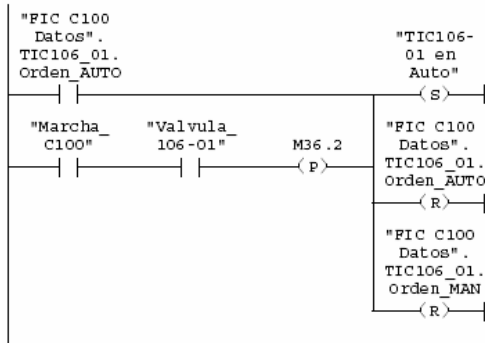 "FIC C100
Datos".
TIC106_01.
Orden_AUTO
"TIC106-
01 en
Auto"
S
"Marcha_
C100"
"Valvula_
106-01"
M36.2
P
"FIC C100
Datos".
TIC106_01.
Orden_AUTO
R
"FIC C100
Datos".
TIC106_01.
Orden_MAN
R